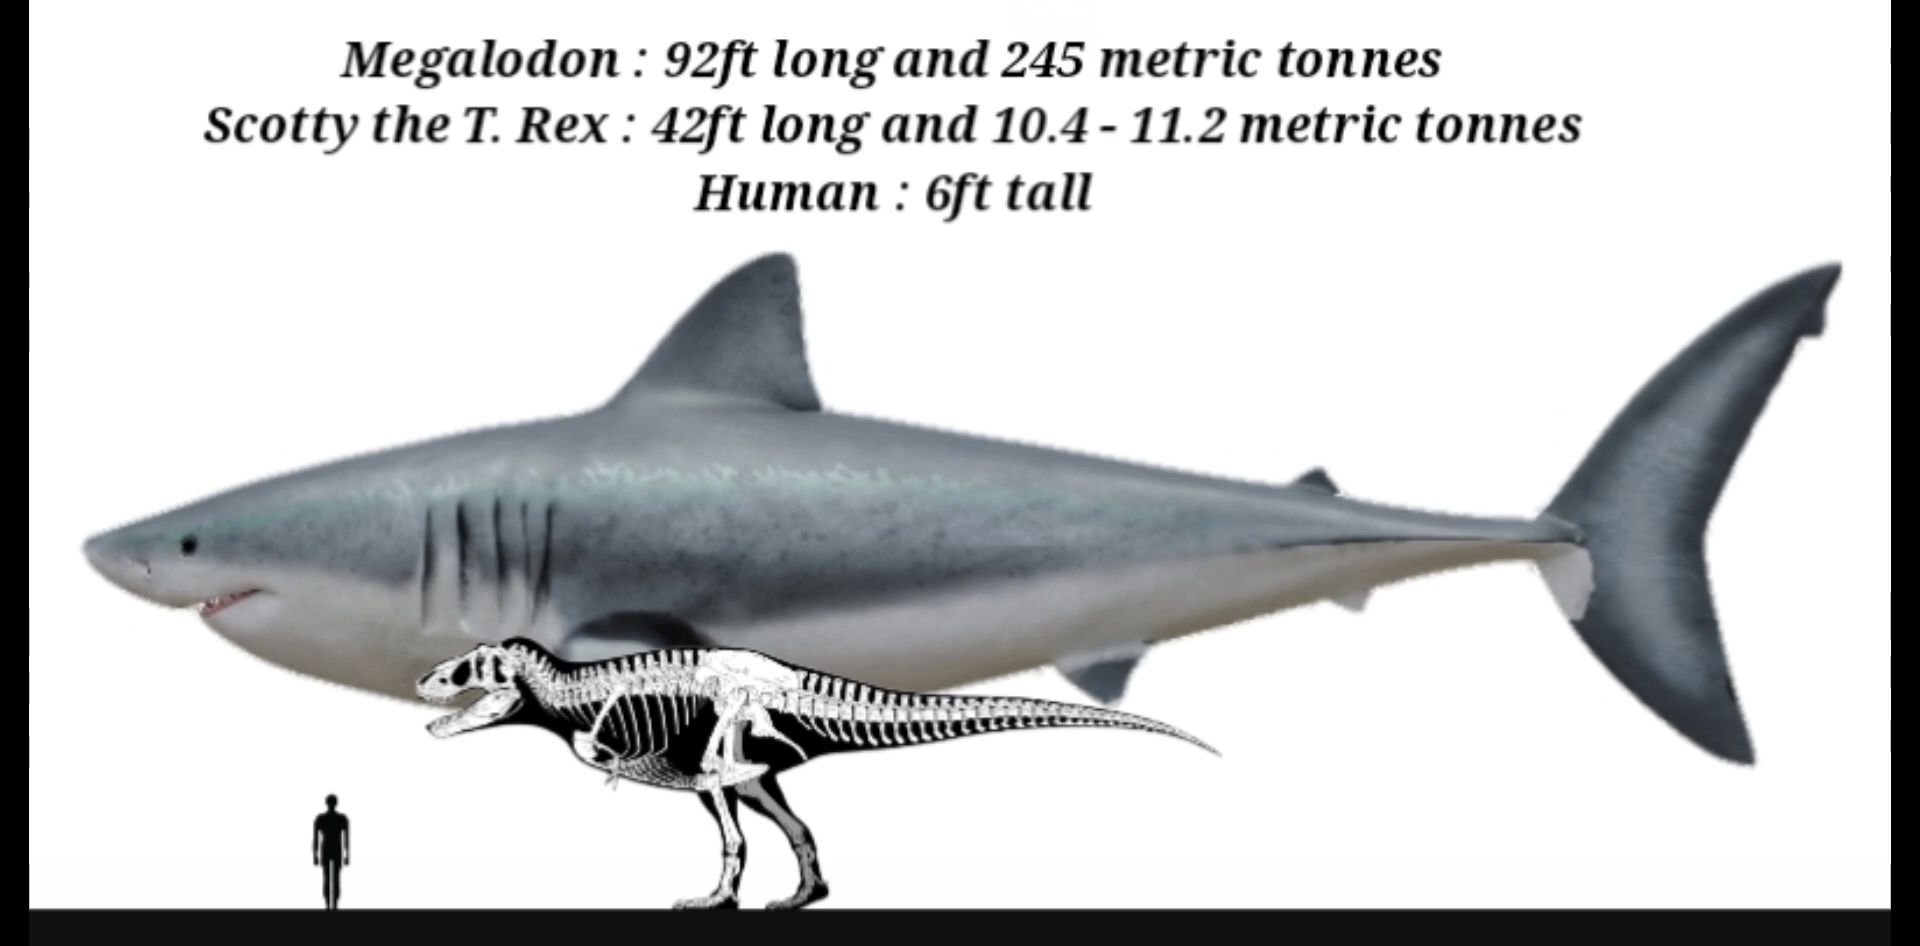 Megalodon : 92ft long and 245 metric tonnes
Scotty the T. Rex : 42ft long and 10.4 - 11.2 metric tonnes
Human : 6ft tall